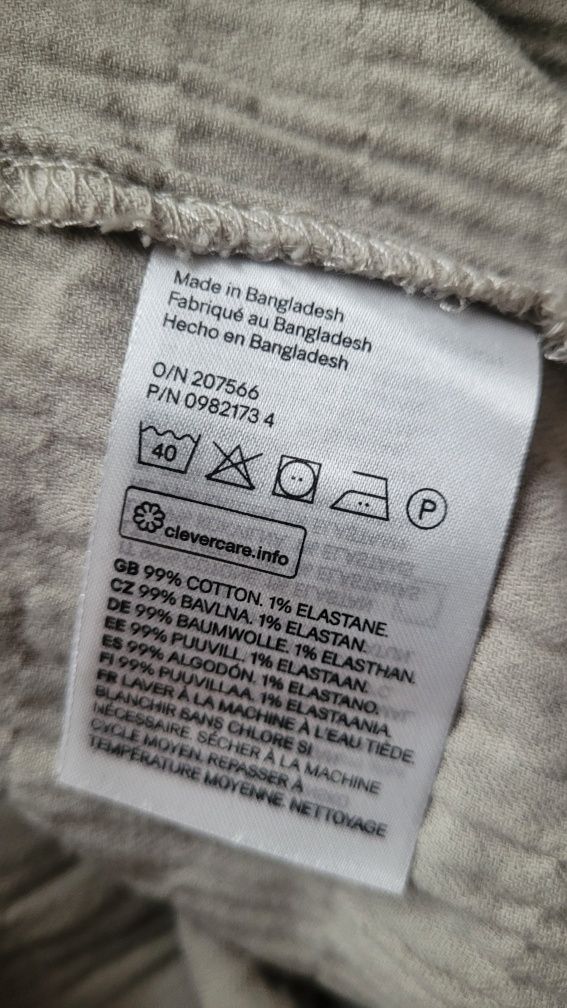 Made in Bangladesh
Fabriqué au Bangladesh
Hecho en Bangladesh
O/N 207566
P/N 0982173 4
40
P
clevercare.info
GB 99% COTTON. 1% ELASTANE.
CZ 99% BAVLNA. 1% ELASTAN.
DE 99% BAUMWOLLE. 1% ELASTHAN.
EE 99% PUUVILL. 1% ELASTAAN.
ES 99% ALGODÓN. 1% ELASTANO.
FI 99% PUUVILLAA. 1% ELASTAANIA.
FR LAVER À LA MACHINE À L'EAU TIÈDE.
BLANCHIR SANS CHLORE SI
NÉCESSAIRE. SÉCHER À LA MACHINE
CYCLE MOYEN. REPASSER À
TEMPÉRATURE MOYENNE. NETTOYAGE